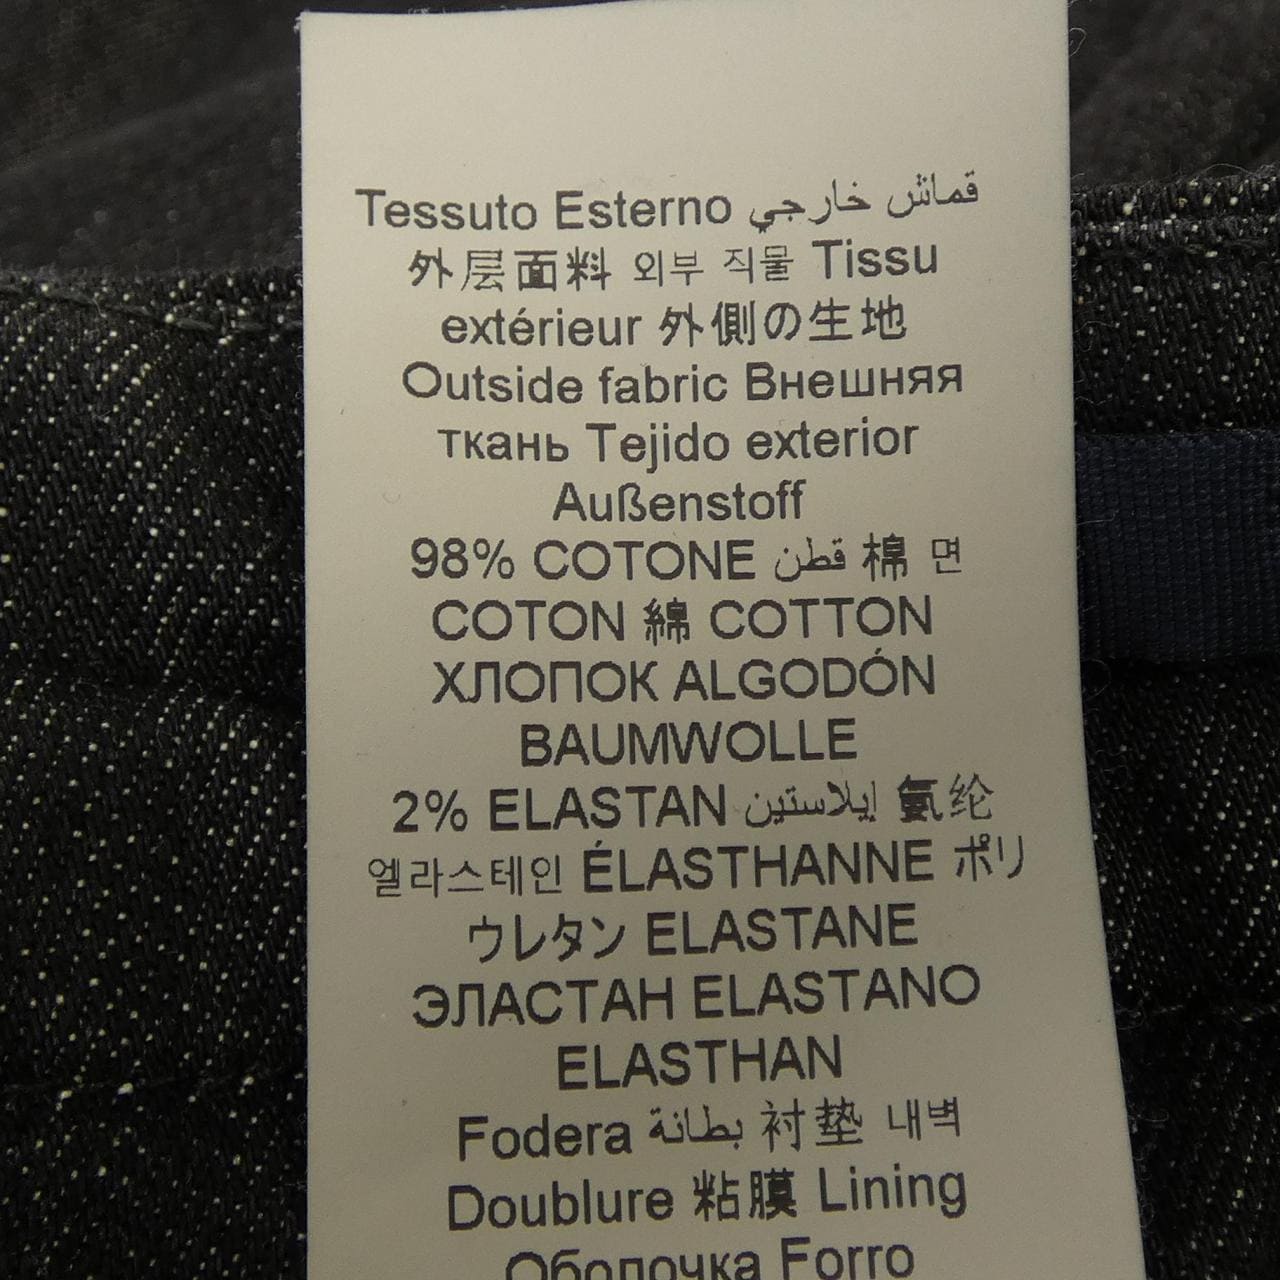 Tessuto Esterno قماش خارجي
外层面料 외부 직물 Tissu
extérieur 外側の生地
Outside fabric Внешняя
ткань Tejido exterior
Außenstoff
98% COTONE قطن 棉 면
COTON 綿 COTTON
ХЛОПОК ALGODÓN
BAUMWOLLE
2% ELASTAN إيلاستين 氨纶
엘라스테인 ÉLASTHANNE ポリ
ウレタン ELASTANE
ЭЛАСТАН ELASTANO
ELASTHAN
Fodera بطانة 衬垫 내벽
Doublure 粘膜 Lining
Оболочка Forro